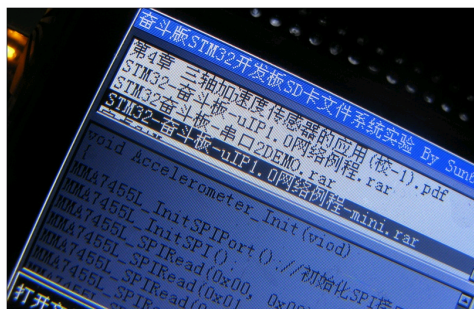 奋斗版STM32开发板SD卡文件系统实验 By Sun
第4章 三轴加速度传感器的应用(校-1).pdf
STM32-奋斗板-uIP1.0网络例程.rar
STM32奋斗板-串口2DEMO.rar
STM32-奋斗板-uIP1.0网络例程-mini.rar
void Accelerometer_Init(viod)
{
MMA7455L_InitSPIPort();//初始化SPI接
MMA7455L_InitSPI();
MMA7455L_SPIRead(0x00,
MMA7455L_SPIRead(0x0
MMA7455L_SPIRead(
打开